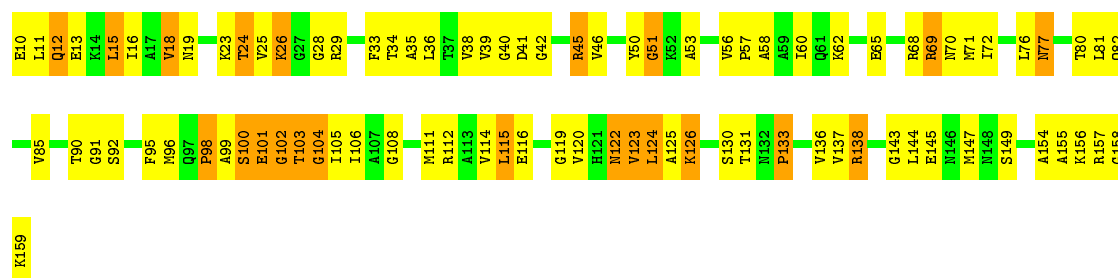 E10 L11 Q12 E13 K14 L15 I16 A17 V18 N19 K23 T24 V25 K26 G27 G28 R29 F33 T34 A35 L36 T37 V38 V39 G40 D41 G42 R45 V46 Y50 G51 K52 A53 V56 P57 A58 A59 I60 Q61 K62 E65 R68 R69 N70 M71 I72 L76 N77 T80 L81 Q82
V85 T90 G91 S92 F95 M96 Q97 P98 A99 S100 E101 G102 T103 G104 I105 I106 A107 G108 M111 R112 A113 V114 L115 E116 G119 V120 H121 N122 V123 L124 A125 K126 S130 T131 N132 P133 V136 V137 R138 G143 L144 E145 N146 M147 N148 S149 A154 A155 K156 R157 G158
K159